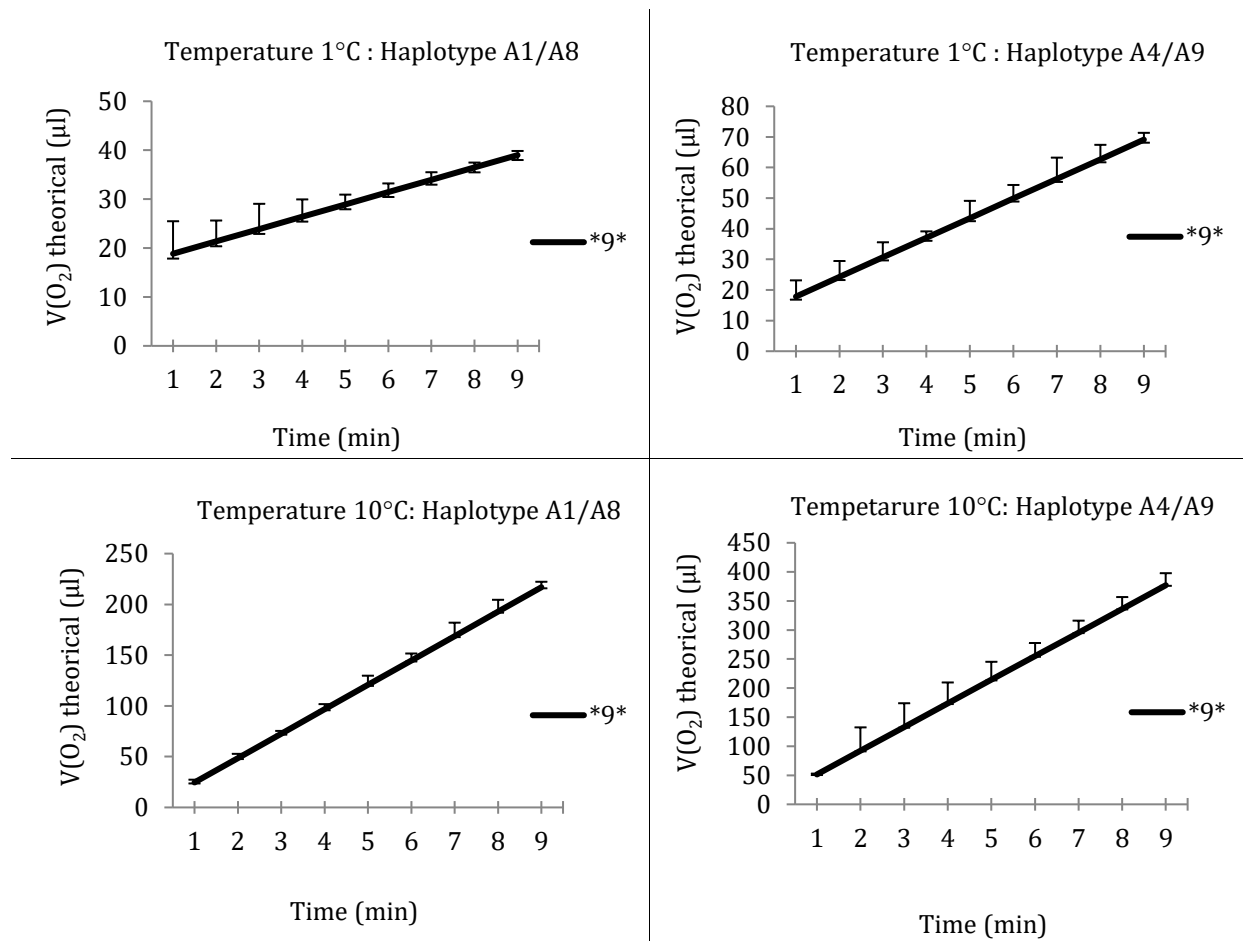 Temperature 1°C : Haplotype A1/A8
V(O₂) theorical (µl)
50
40
30
20
10
0
1 2 3 4 5 6 7 8 9
Time (min)
*9*
Temperature 1°C : Haplotype A4/A9
V(O₂) theorical (µl)
80
70
60
50
40
30
20
10
0
1 2 3 4 5 6 7 8 9
Time (min)
*9*
Temperature 10°C: Haplotype A1/A8
V(O₂) theorical (µl)
250
200
150
100
50
0
1 2 3 4 5 6 7 8 9
Time (min)
*9*
Tempetarure 10°C: Haplotype A4/A9
V(O₂) theorical (µl)
450
400
350
300
250
200
150
100
50
0
1 2 3 4 5 6 7 8 9
Time (min)
*9*